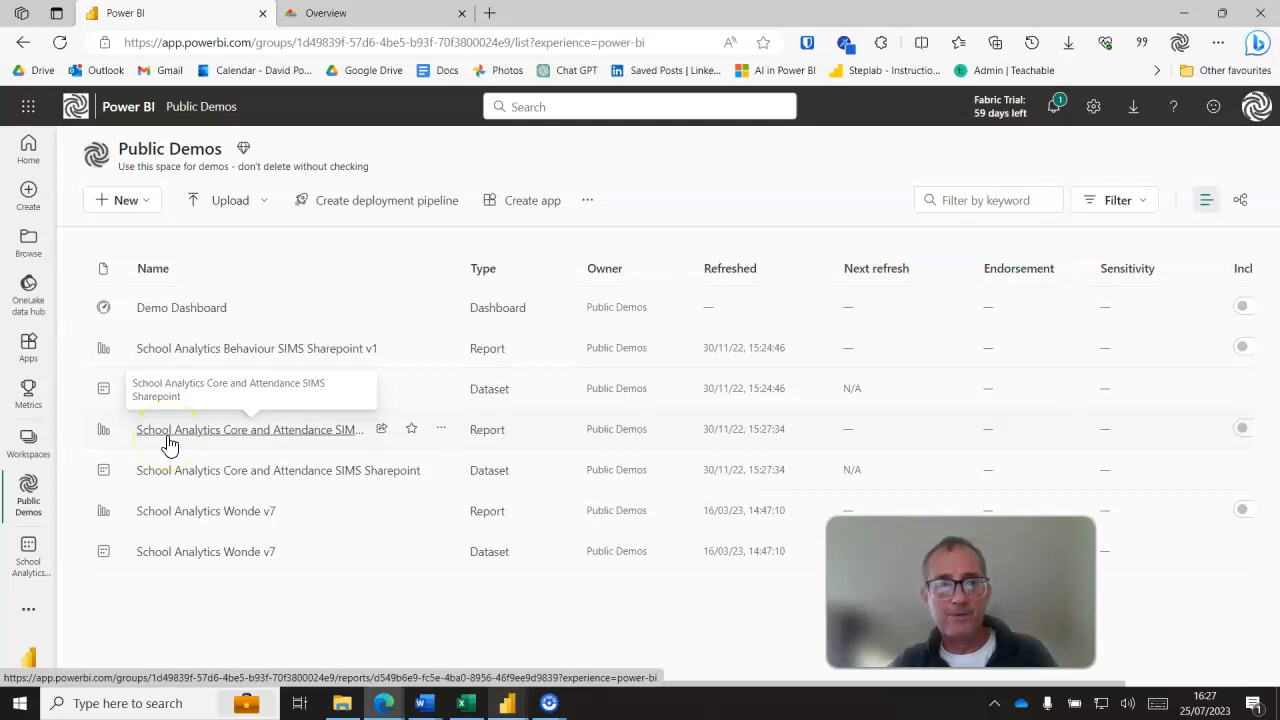 Power BI
Overview
https://app.powerbi.com/groups/1d49839f-57d6-4be5-b93f-70f3800024e9/list?experience=power-bi
Drive
Outlook
Gmail
Calendar - David Po...
Google Drive
Docs
Photos
Chat GPT
Saved Posts | Linke...
AI in Power BI
Steplab - Instructio...
Admin | Teachable
Other favourites
Power BI
Public Demos
Search
Fabric Trial:
59 days left
1
Home
Create
Browse
OneLake
data hub
Apps
Metrics
Workspaces
Public
Demos
School
Analytics...
Public Demos
Use this space for demos - don't delete without checking
New
Upload
Create deployment pipeline
Create app
Filter by keyword
Filter
Name
Type
Owner
Refreshed
Next refresh
Endorsement
Sensitivity
Incl
Demo Dashboard
Dashboard
Public Demos
—
—
—
—
School Analytics Behaviour SIMS Sharepoint v1
Report
Public Demos
30/11/22, 15:24:46
—
—
—
School Analytics Core and Attendance SIMS
Sharepoint
Dataset
Public Demos
30/11/22, 15:24:46
N/A
—
—
School Analytics Core and Attendance SIM...
Report
Public Demos
30/11/22, 15:27:34
—
—
—
School Analytics Core and Attendance SIMS Sharepoint
Dataset
Public Demos
30/11/22, 15:27:34
N/A
—
—
School Analytics Wonde v7
Report
Public Demos
16/03/23, 14:47:10
—
—
—
School Analytics Wonde v7
Dataset
Public Demos
16/03/23, 14:47:10
—
https://app.powerbi.com/groups/1d49839f-57d6-4be5-b93f-70f3800024e9/reports/d549b6e9-fc5e-4ba0-8956-46f9ee9d9839?experience=power-bi
Type here to search
16:27
25/07/2023
1